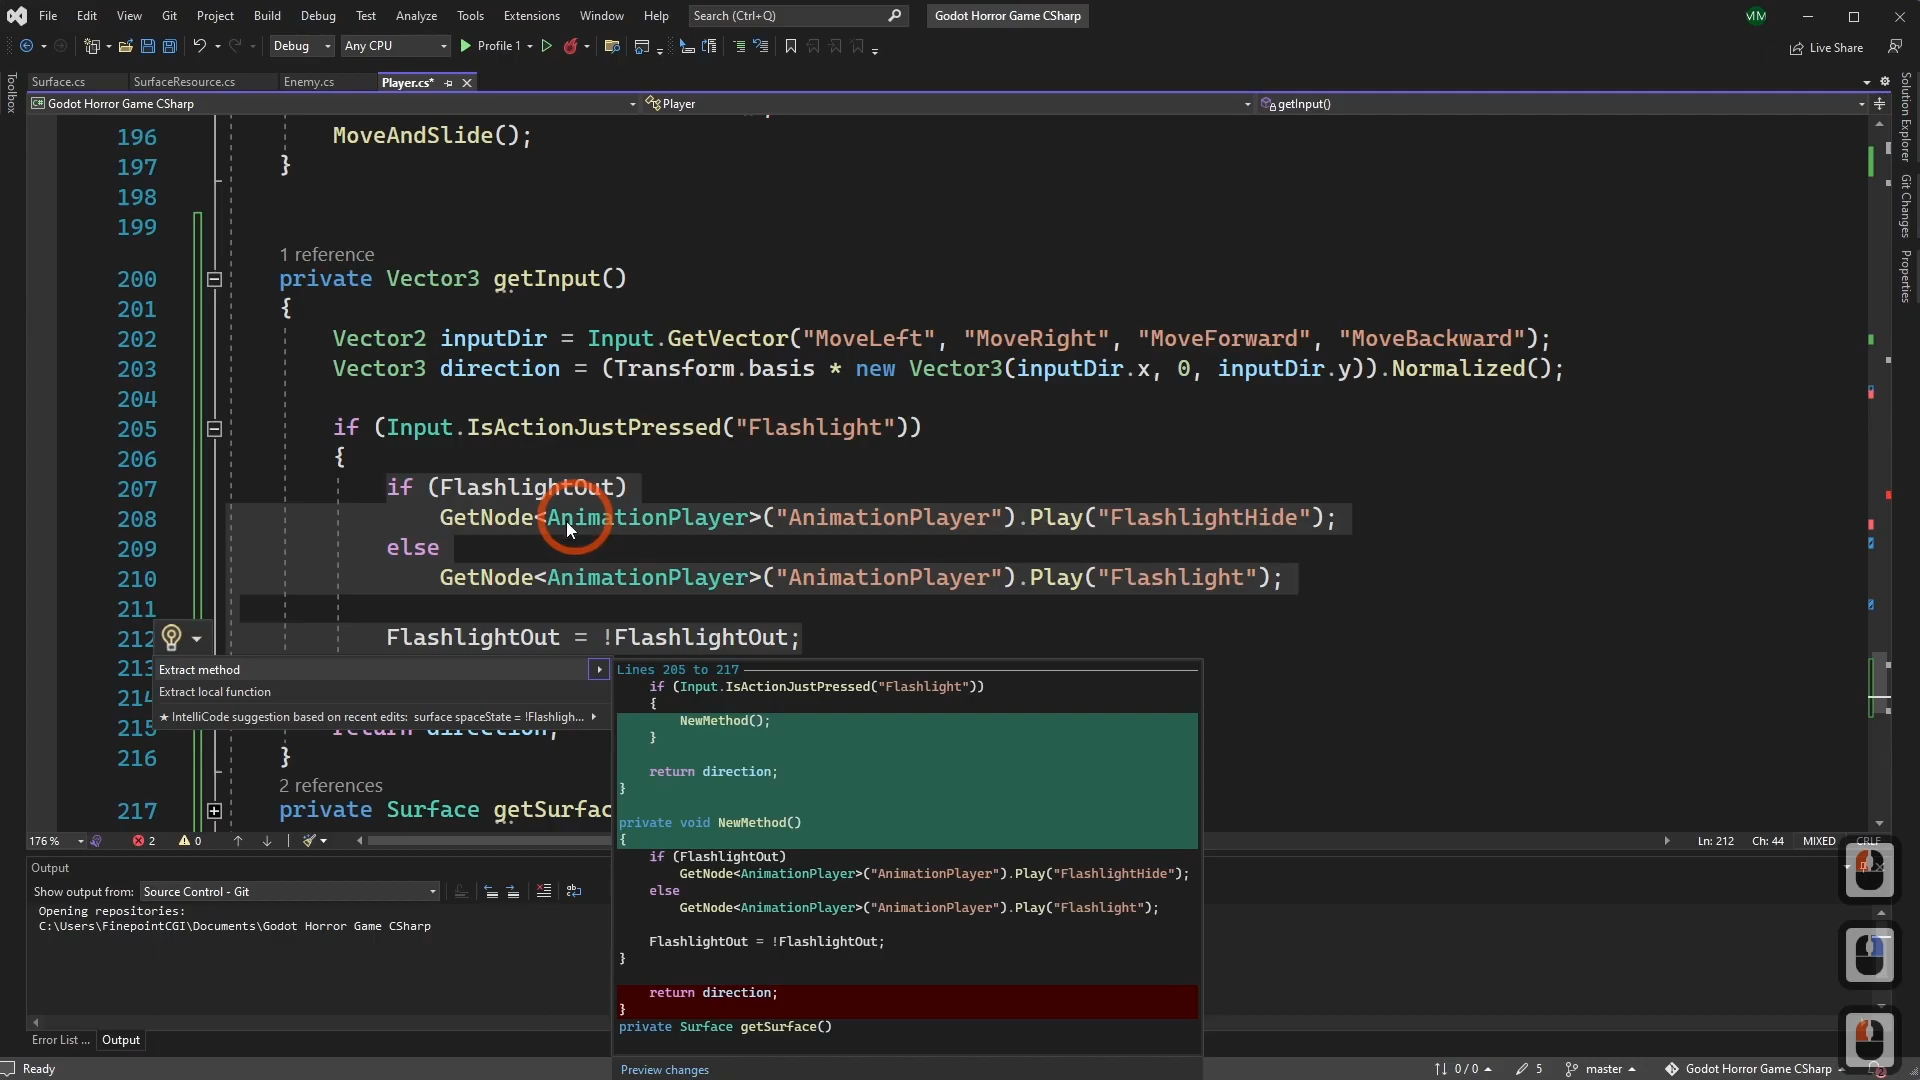 File Edit View Git Project Build Debug Test Analyze Tools Extensions Window Help Search (Ctrl+Q) Godot Horror Game CSharp
Debug Any CPU Profile 1 Live Share
Toolbox
Surface.cs SurfaceResource.cs Enemy.cs Player.cs*
C# Godot Horror Game CSharp Player getInput()
196 MoveAndSlide();
197 }
198
199
1 reference
200 private Vector3 getInput()
201 {
202 Vector2 inputDir = Input.GetVector("MoveLeft", "MoveRight", "MoveForward", "MoveBackward");
203 Vector3 direction = (Transform.basis * new Vector3(inputDir.x, 0, inputDir.y)).Normalized();
204
205 if (Input.IsActionJustPressed("Flashlight"))
206 {
207 if (FlashlightOut)
208 GetNode<AnimationPlayer>("AnimationPlayer").Play("FlashlightHide");
209 else
210 GetNode<AnimationPlayer>("AnimationPlayer").Play("Flashlight");
211
212 FlashlightOut = !FlashlightOut;
213
Extract method
Extract local function
★ IntelliCode suggestion based on recent edits: surface spaceState = !Flashligh...
214
215 return direction;
216 }
2 references
217 private Surface getSurfac
Lines 205 to 217
if (Input.IsActionJustPressed("Flashlight"))
{
NewMethod();
}
return direction;
}
private void NewMethod()
{
if (FlashlightOut)
GetNode<AnimationPlayer>("AnimationPlayer").Play("FlashlightHide");
else
GetNode<AnimationPlayer>("AnimationPlayer").Play("Flashlight");
FlashlightOut = !FlashlightOut;
}
return direction;
}
private Surface getSurface()
Preview changes
176 % 2 0 Ln: 212 Ch: 44 MIXED CRLF
Output
Show output from: Source Control - Git
Opening repositories:
C:\Users\FinepointCGI\Documents\Godot Horror Game CSharp
Error List ... Output
Ready 0 / 0 5 master Godot Horror Game CSharp
Solution Explorer
Git Changes
Properties